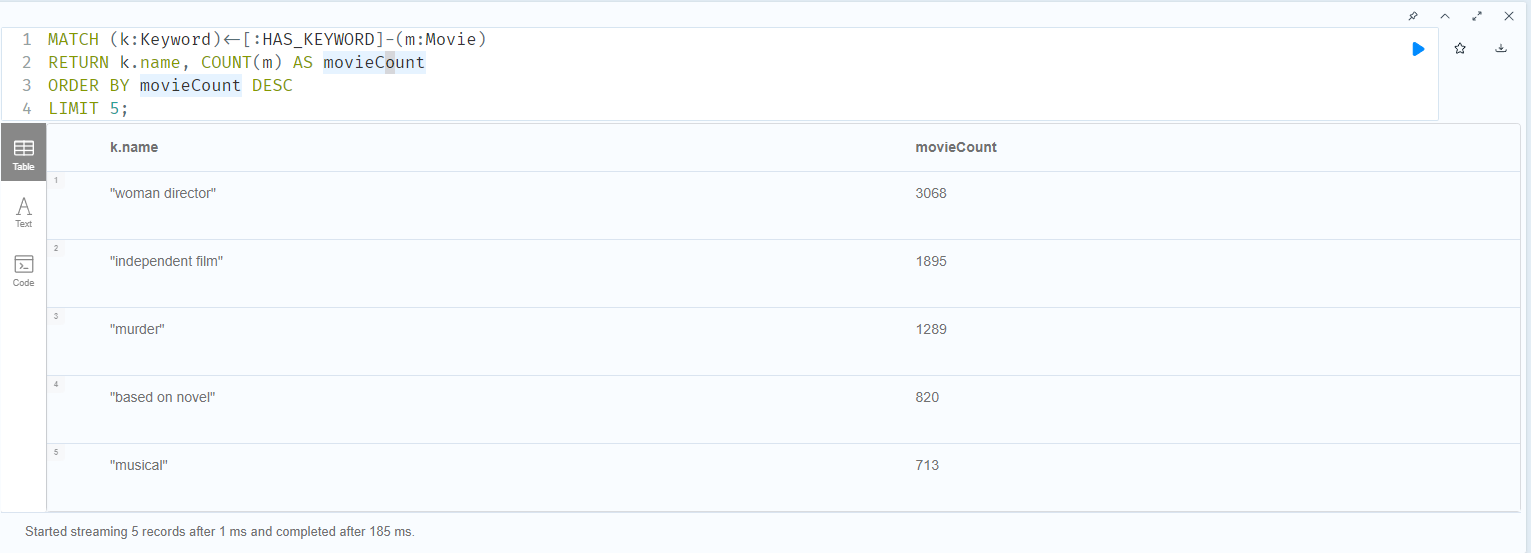 1 MATCH (k:Keyword)<-[:HAS_KEYWORD]-(m:Movie)
2 RETURN k.name, COUNT(m) AS movieCount
3 ORDER BY movieCount DESC
4 LIMIT 5;
Table
Text
Code
k.name movieCount
1 "woman director" 3068
2 "independent film" 1895
3 "murder" 1289
4 "based on novel" 820
5 "musical" 713
Started streaming 5 records after 1 ms and completed after 185 ms.